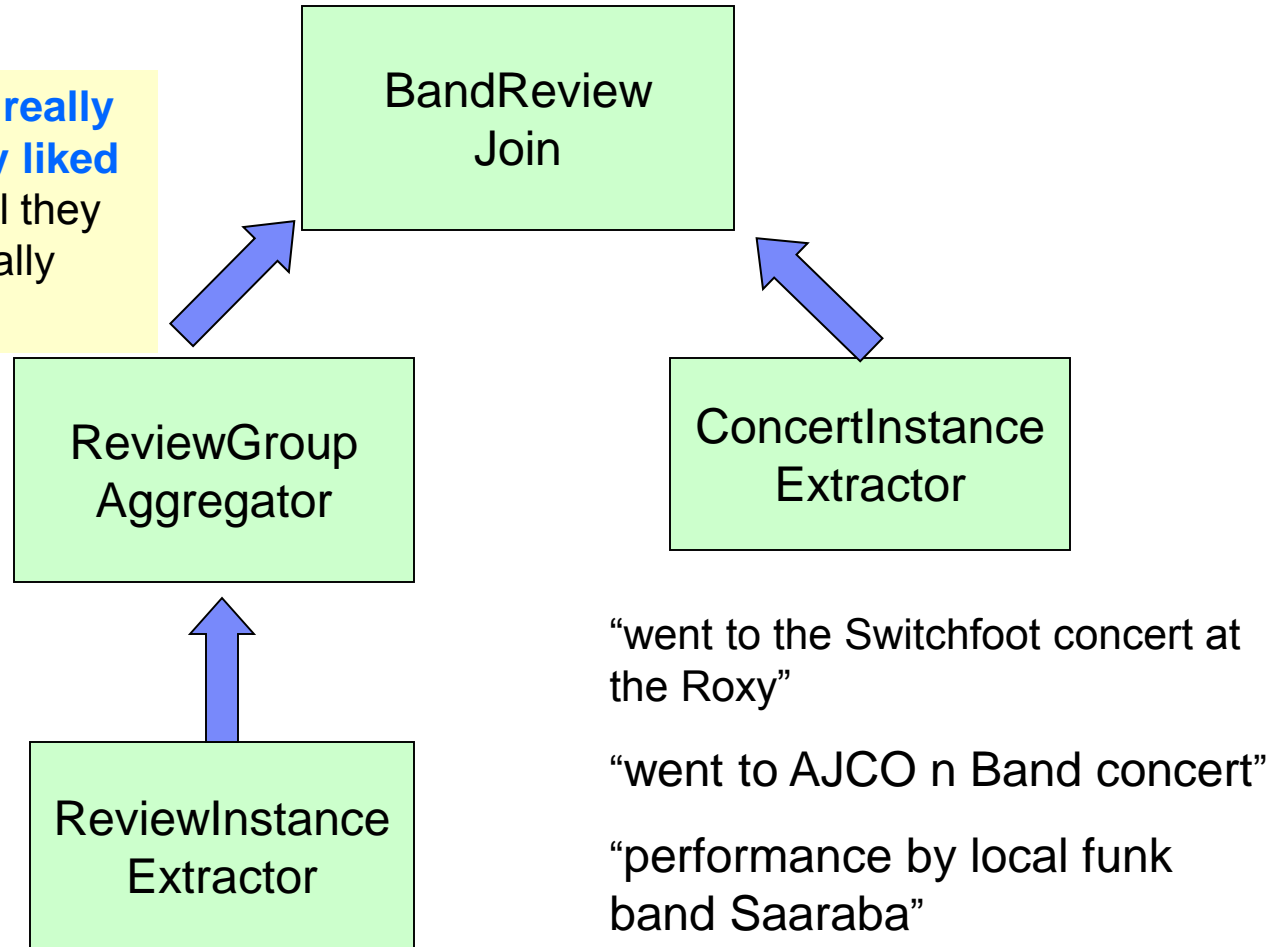 BandReview
Join
really
liked
they
ReviewGroup
Aggregator
ConcertInstance
Extractor
“went to the Switchfoot concert at
the Roxy”
“went to AJCO n Band concert”
“performance by local funk
band Saaraba”
ReviewInstance
Extractor